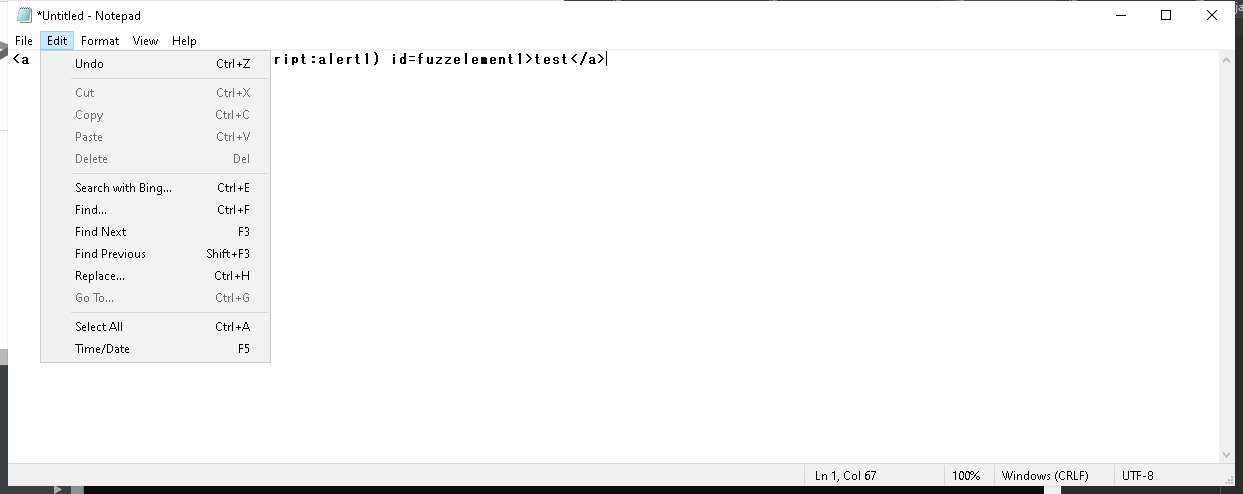 *Untitled - Notepad
File Edit Format View Help
<a ript:alert1) id=fuzzelement1>test</a>
Undo Ctrl+Z
Cut Ctrl+X
Copy Ctrl+C
Paste Ctrl+V
Delete Del
Search with Bing... Ctrl+E
Find... Ctrl+F
Find Next F3
Find Previous Shift+F3
Replace... Ctrl+H
Go To... Ctrl+G
Select All Ctrl+A
Time/Date F5
Ln 1, Col 67 100% Windows (CRLF) UTF-8